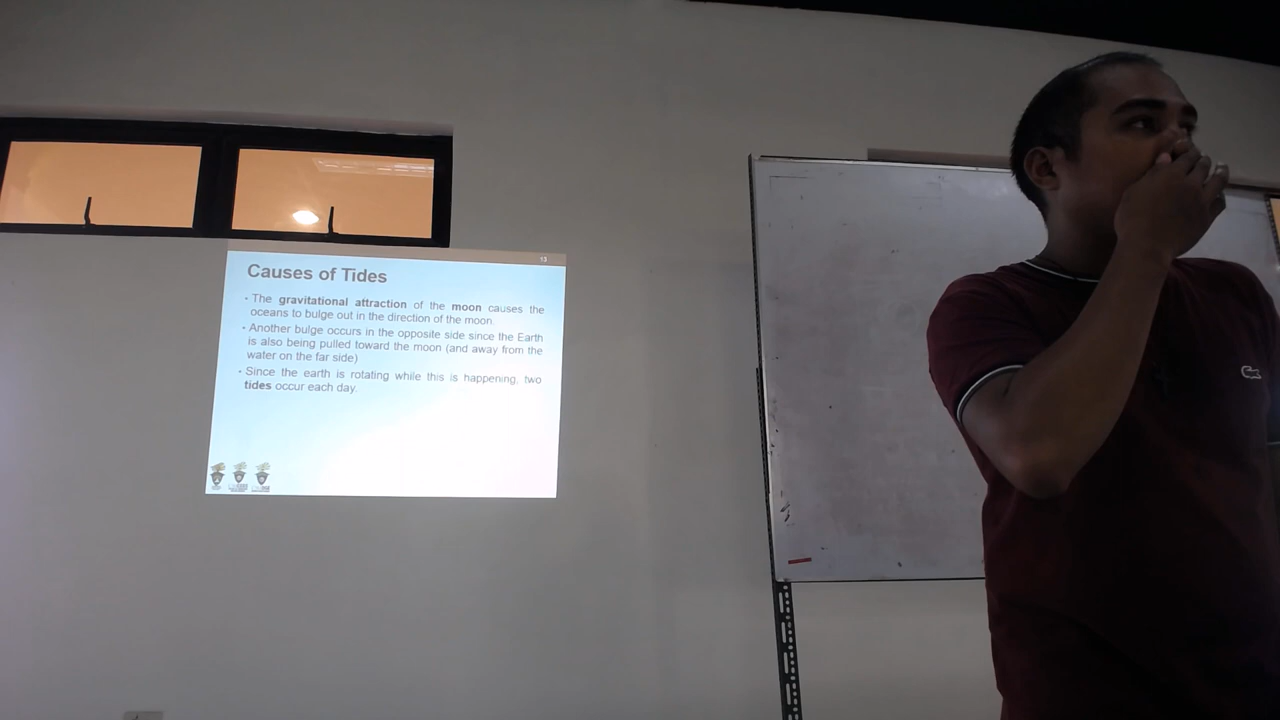 13
Causes of Tides
• The gravitational attraction of the moon causes the
oceans to bulge out in the direction of the moon.
• Another bulge occurs in the opposite side since the Earth
is also being pulled toward the moon (and away from the
water on the far side)
• Since the earth is rotating while this is happening, two
tides occur each day.